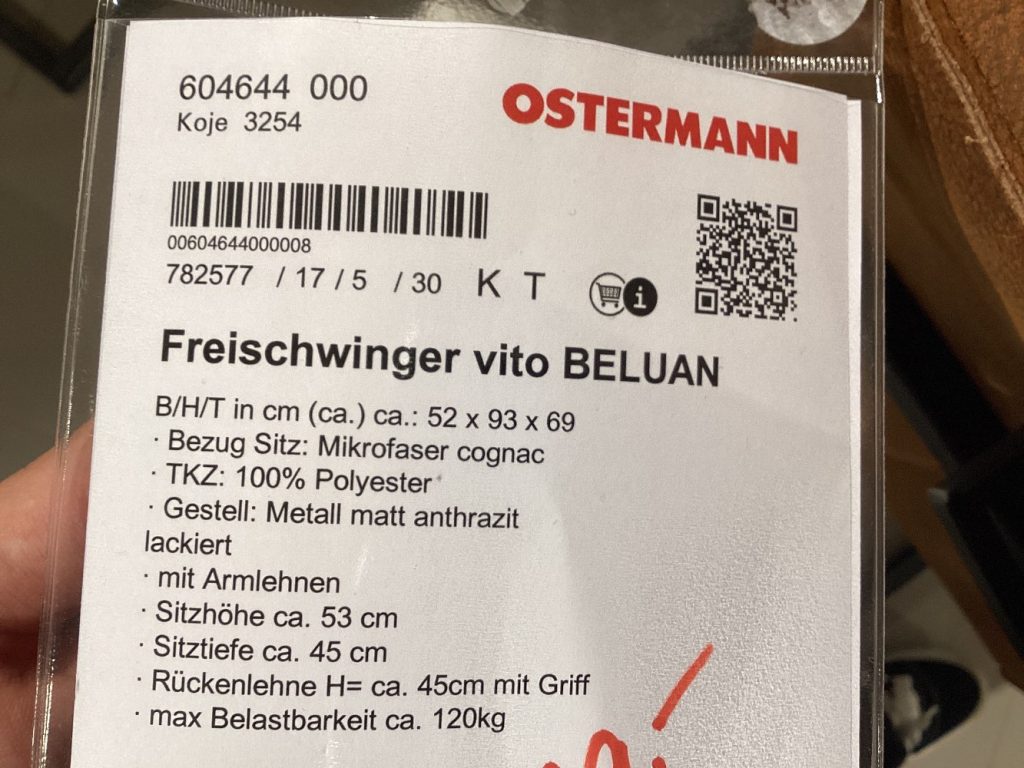 604644 000
Koje 3254
OSTERMANN
00604644000008
782577 / 17 / 5 / 30 K T
i
Freischwinger vito BELUAN
B/H/T in cm (ca.) ca.: 52 x 93 x 69
· Bezug Sitz: Mikrofaser cognac
· TKZ: 100% Polyester
· Gestell: Metall matt anthrazit
lackiert
· mit Armlehnen
· Sitzhöhe ca. 53 cm
· Sitztiefe ca. 45 cm
· Rückenlehne H= ca. 45cm mit Griff
· max Belastbarkeit ca. 120kg